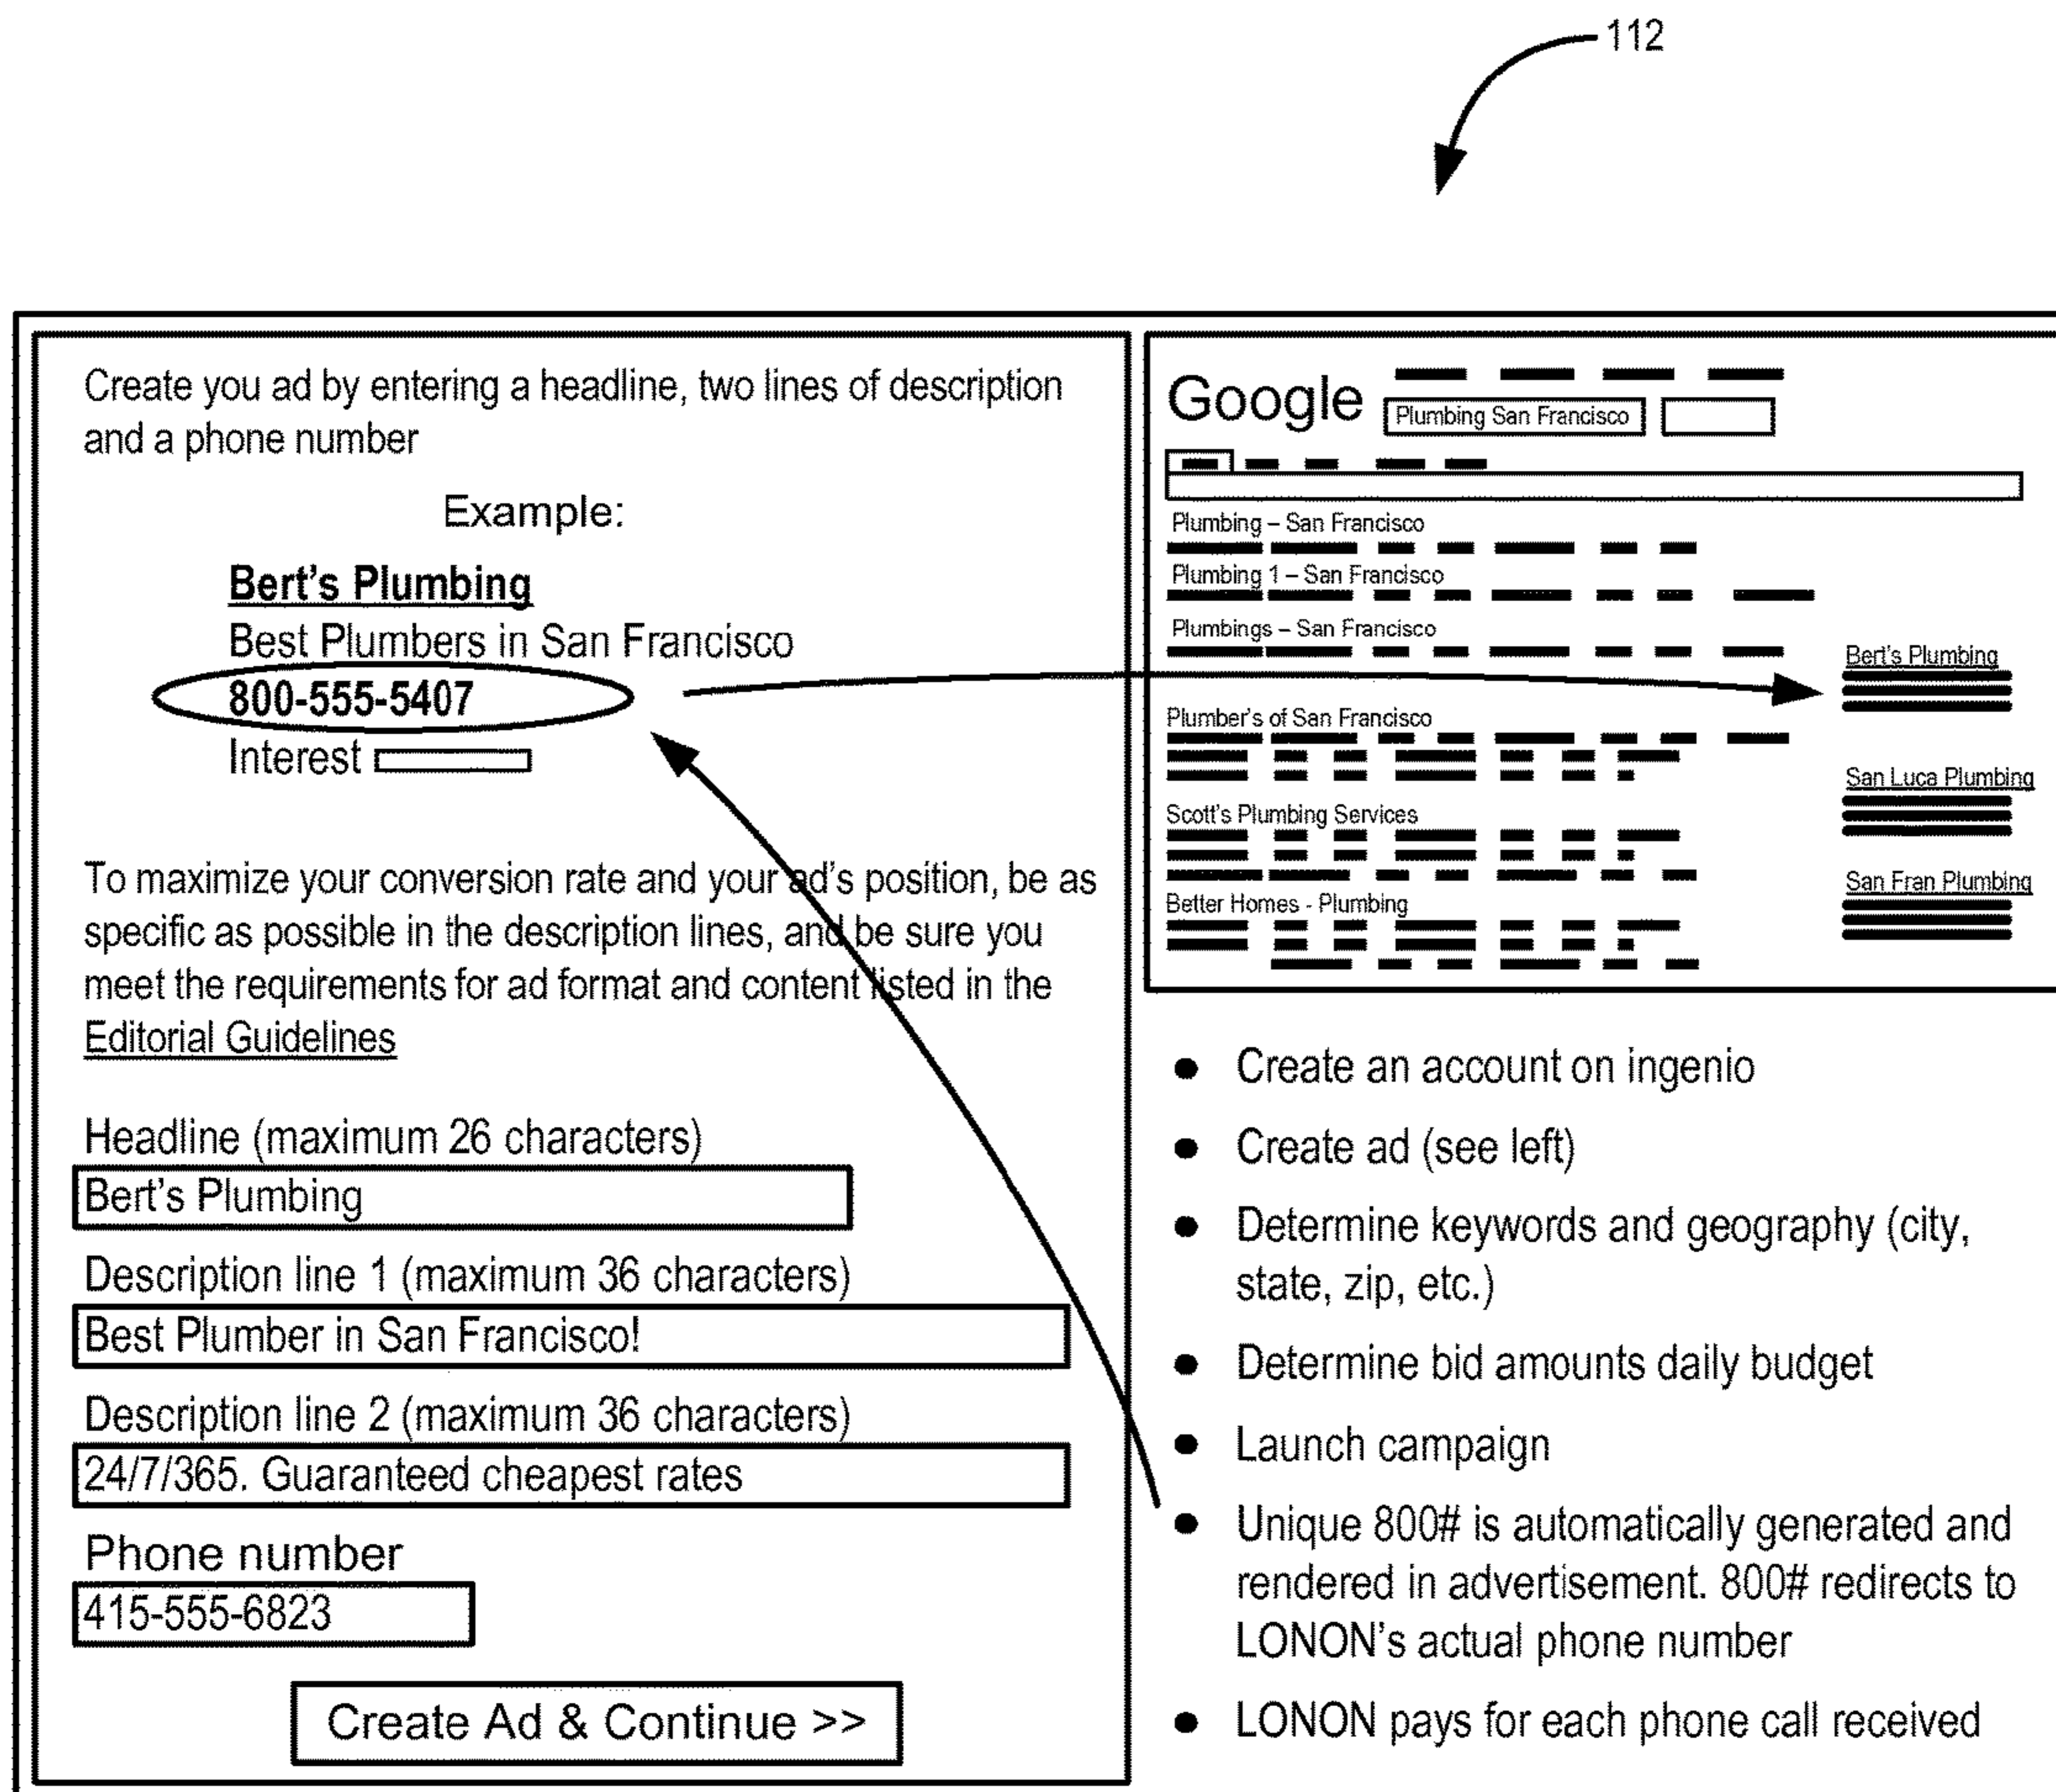 112
Create you ad by entering a headline, two lines of description
and a phone number
Example:
Bert's Plumbing
Best Plumbers in San Francisco
800-555-5407
Interest
To maximize your conversion rate and your ad's position, be as
specific as possible in the description lines, and be sure you
meet the requirements for ad format and content listed in the
Editorial Guidelines
Headline (maximum 26 characters)
Bert's Plumbing
Description line 1 (maximum 36 characters)
Best Plumber in San Francisco!
Description line 2 (maximum 36 characters)
24/7/365. Guaranteed cheapest rates
Phone number
415-555-6823
Create Ad & Continue >>
Google
Plumbing San Francisco
Plumbing – San Francisco
Plumbing 1 – San Francisco
Plumbings – San Francisco
Plumber's of San Francisco
Scott's Plumbing Services
Better Homes - Plumbing
Bert's Plumbing
San Luca Plumbing
San Fran Plumbing
● Create an account on ingenio
● Create ad (see left)
● Determine keywords and geography (city,
state, zip, etc.)
● Determine bid amounts daily budget
● Launch campaign
● Unique 800# is automatically generated and
rendered in advertisement. 800# redirects to
LONON's actual phone number
● LONON pays for each phone call received